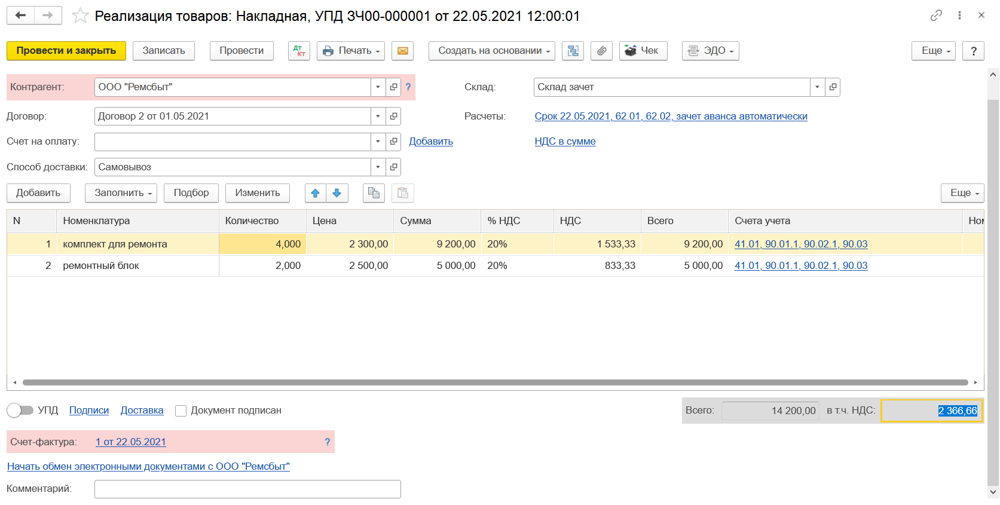 Реализация товаров: Накладная, УПД ЗЧ00-000001 от 22.05.2021 12:00:01
Провести и закрыть Записать Провести Дт Кт Печать Создать на основании Чек ЭДО Еще ?
Контрагент: ООО "Ремсбыт" ? Склад: Склад зачет
Договор: Договор 2 от 01.05.2021 Расчеты: Срок 22.05.2021, 62.01, 62.02, зачет аванса автоматически
Счет на оплату: Добавить НДС в сумме
Способ доставки: Самовывоз
Добавить Заполнить Подбор Изменить Еще
N Номенклатура Количество Цена Сумма % НДС НДС Всего Счета учета Ном
1 комплект для ремонта 4,000 2 300,00 9 200,00 20% 1 533,33 9 200,00 41.01, 90.01.1, 90.02.1, 90.03
2 ремонтный блок 2,000 2 500,00 5 000,00 20% 833,33 5 000,00 41.01, 90.01.1, 90.02.1, 90.03
УПД Подписи Доставка Документ подписан Всего: 14 200,00 в т.ч. НДС: 2 366,66
Счет-фактура: 1 от 22.05.2021 ?
Начать обмен электронными документами с ООО "Ремсбыт"
Комментарий: